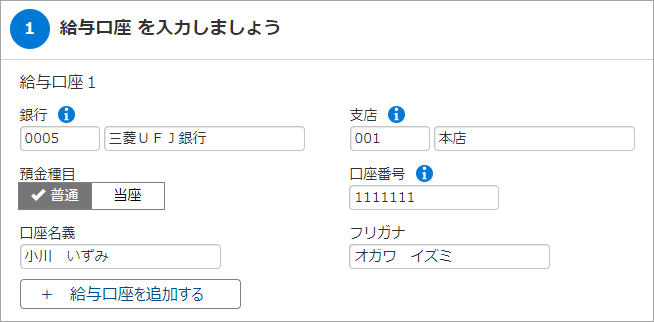 1 給与口座 を入力しましょう
給与口座１
銀行 支店
0005 三菱ＵＦＪ銀行 001 本店
預金種目 口座番号
普通 当座 1111111
口座名義 フリガナ
小川　いずみ オガワ　イズミ
＋ 給与口座を追加する